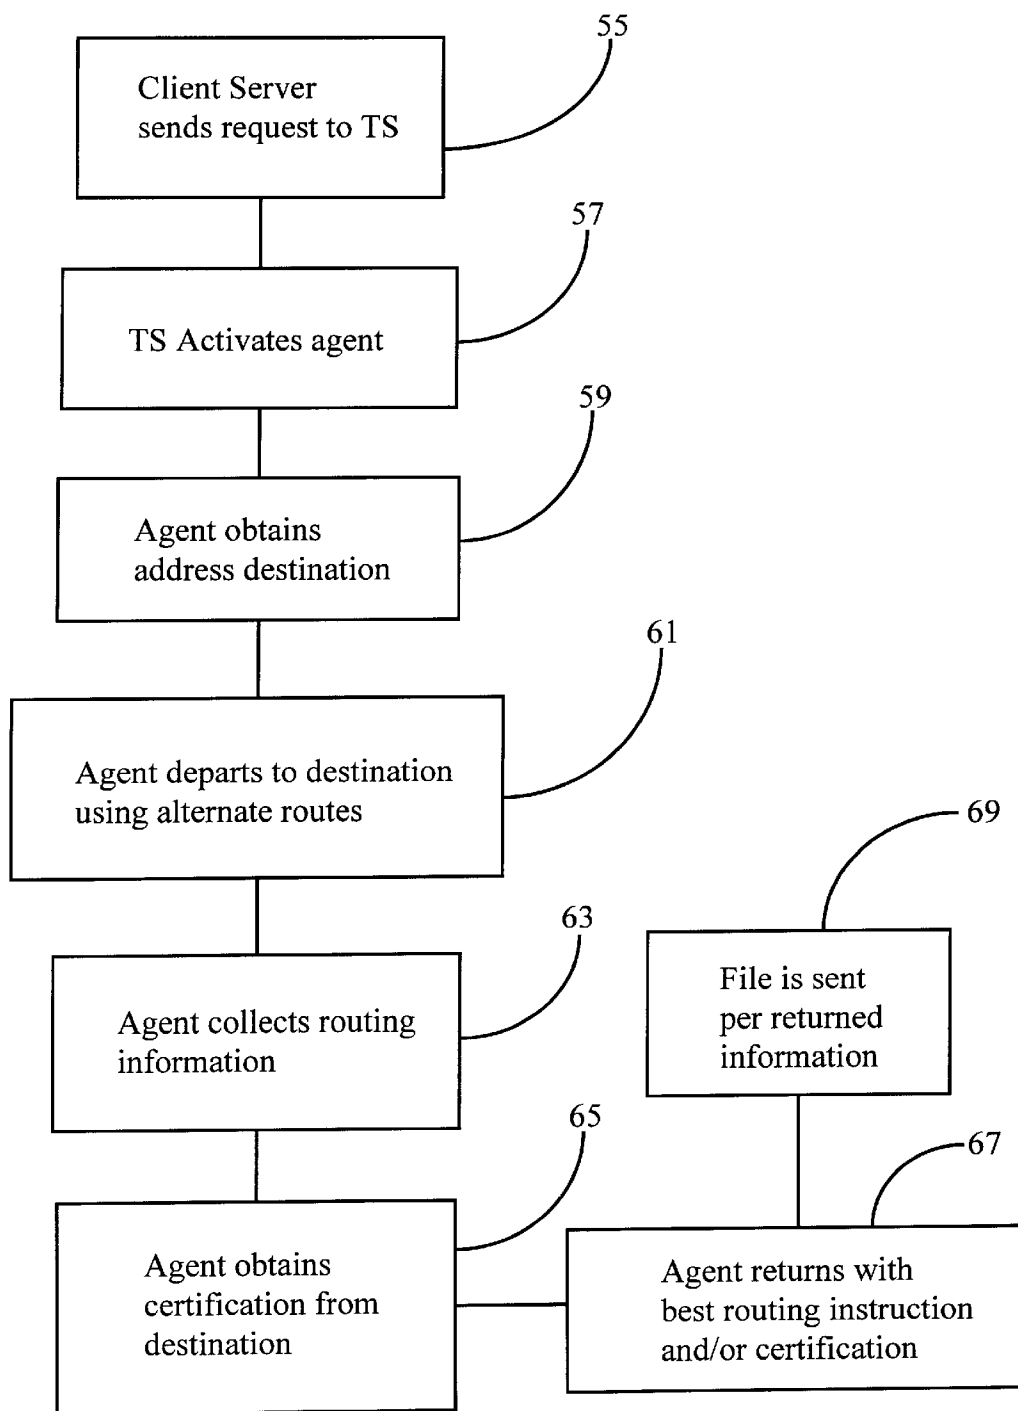 55
Client Server
sends request to TS
57
TS Activates agent
59
Agent obtains
address destination
61
Agent departs to destination
using alternate routes
63
Agent collects routing
information
65
Agent obtains
certification from
destination
67
Agent returns with
best routing instruction
and/or certification
69
File is sent
per returned
information